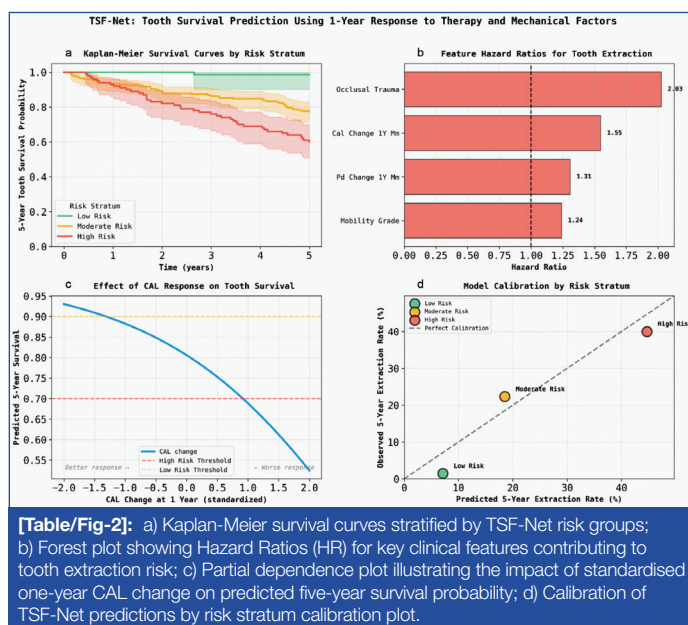 TSF-Net: Tooth Survival Prediction Using 1-Year Response to Therapy and Mechanical Factors
a Kaplan-Meier Survival Curves by Risk Stratum
5-Year Tooth Survival Probability
1.0
0.8
0.6
0.4
0.2
0.0
Risk Stratum
Low Risk
Moderate Risk
High Risk
0 1 2 3 4 5
Time (years)
b Feature Hazard Ratios for Tooth Extraction
Occlusal Trauma 2.03
Cal Change 1Y Mm 1.55
Pd Change 1Y Mm 1.31
Mobility Grade 1.24
0.00 0.25 0.50 0.75 1.00 1.25 1.50 1.75 2.00
Hazard Ratio
c Effect of CAL Response on Tooth Survival
Predicted 5-Year Survival
0.95
0.90
0.85
0.80
0.75
0.70
0.65
0.60
0.55
CAL change
High Risk Threshold
Low Risk Threshold
Better response → ← Worse response
-2.0 -1.5 -1.0 -0.5 0.0 0.5 1.0 1.5 2.0
CAL Change at 1 Year (standardized)
d Model Calibration by Risk Stratum
Observed 5-Year Extraction Rate (%)
Low Risk
Moderate Risk
High Risk
Perfect Calibration
40
30
20
10
0
High Ris
Moderate Risk
Low Risk
0 10 20 30 40
Predicted 5-Year Extraction Rate (%)
[Table/Fig-2]: a) Kaplan-Meier survival curves stratified by TSF-Net risk groups;
b) Forest plot showing Hazard Ratios (HR) for key clinical features contributing to
tooth extraction risk; c) Partial dependence plot illustrating the impact of standardised
one-year CAL change on predicted five-year survival probability; d) Calibration of
TSF-Net predictions by risk stratum calibration plot.